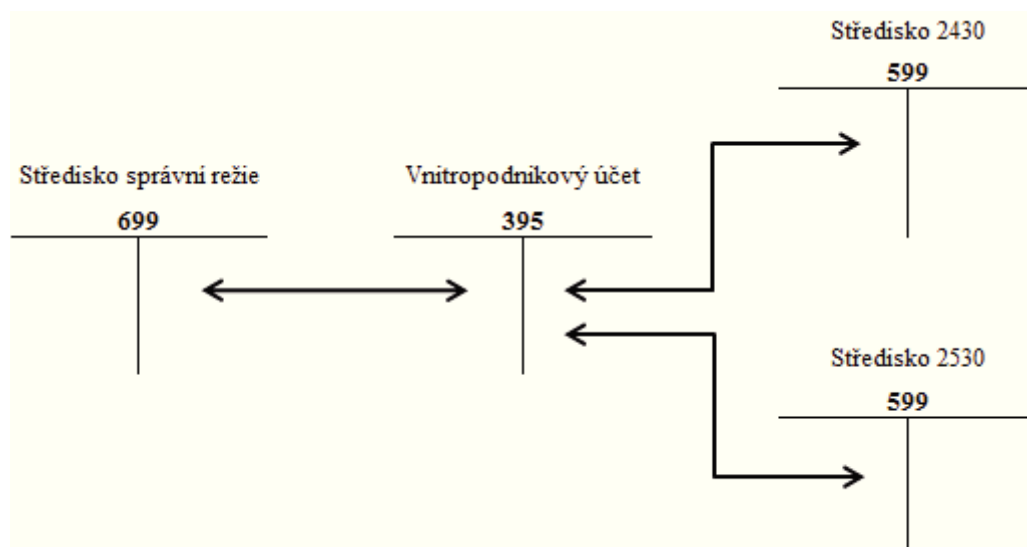 Středisko 2430
599
Středisko správní režie
699
Vnitropodnikový účet
395
Středisko 2530
599